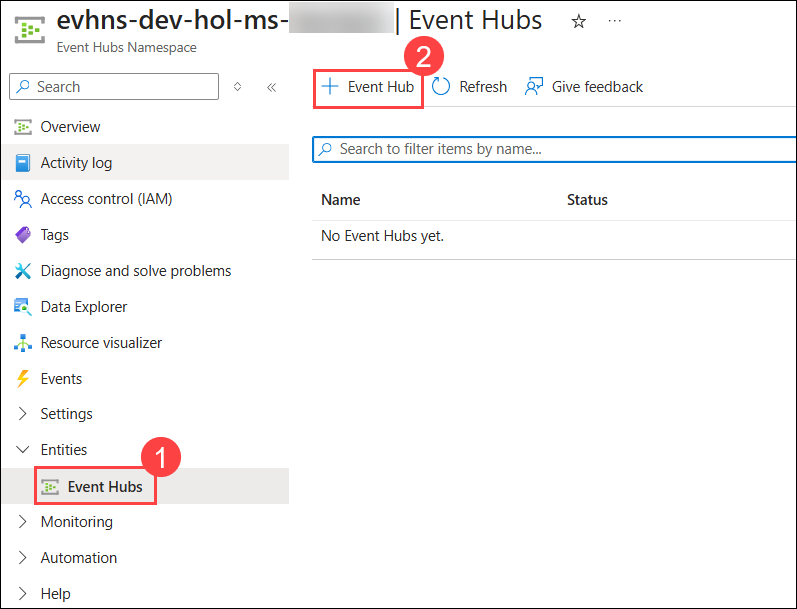 evhns-dev-hol-ms- | Event Hubs
Event Hubs Namespace
2
Search
Event Hub Refresh Give feedback
Overview
Activity log
Access control (IAM)
Tags
Diagnose and solve problems
Data Explorer
Resource visualizer
Events
Settings
Entities
1
Event Hubs
Monitoring
Automation
Help
Search to filter items by name...
Name Status
No Event Hubs yet.